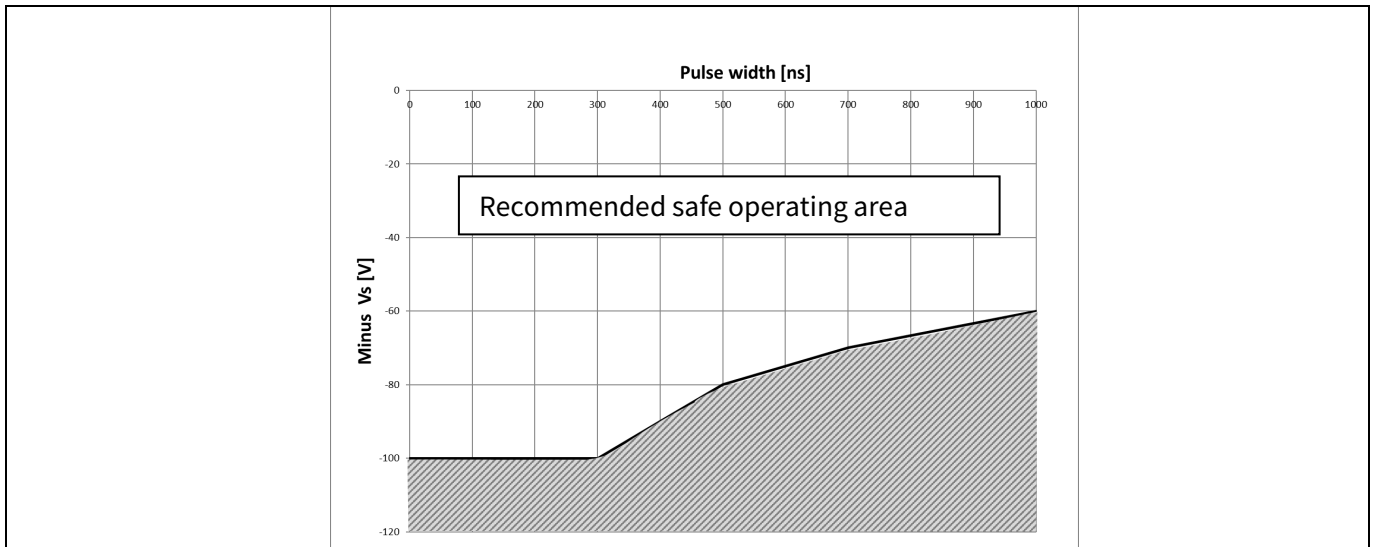 Pulse width [ns]
0
0 100 200 300 400 500 600 700 800 900 1000
-20
Recommended safe operating area
-40
Minus Vs [V]
-60
-80
-100
-120